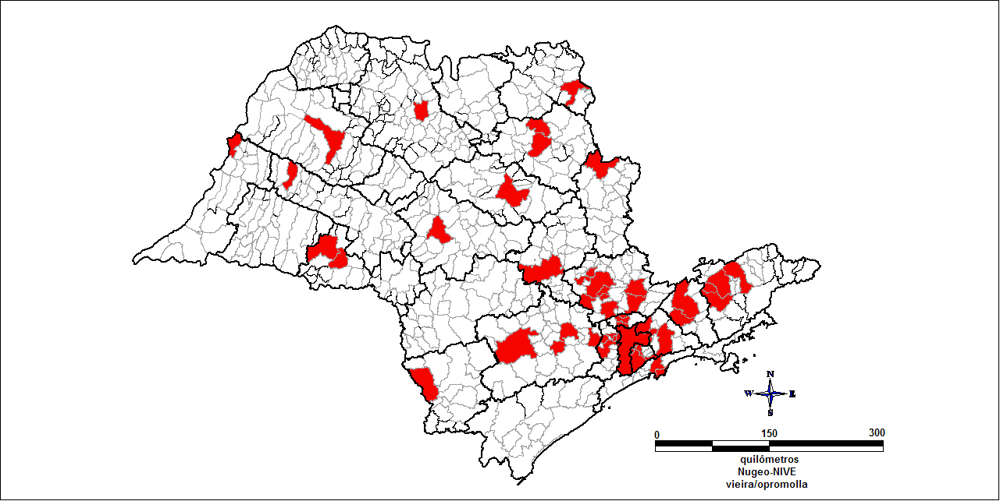 N
W E
S
0 150 300
quilômetros
Nugeo-NIVE
vieira/opromolla